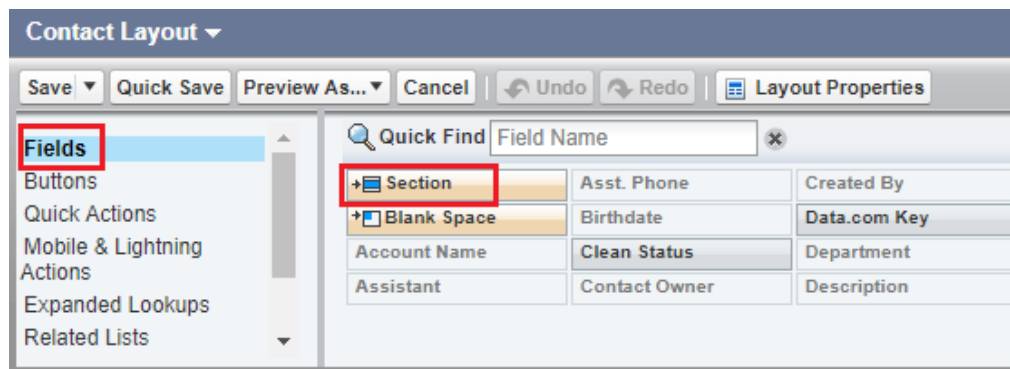 Contact Layout
Save Quick Save Preview As... Cancel Undo Redo Layout Properties
Fields
Buttons
Quick Actions
Mobile & Lightning
Actions
Expanded Lookups
Related Lists
Quick Find Field Name
Section Asst. Phone Created By
Blank Space Birthdate Data.com Key
Account Name Clean Status Department
Assistant Contact Owner Description